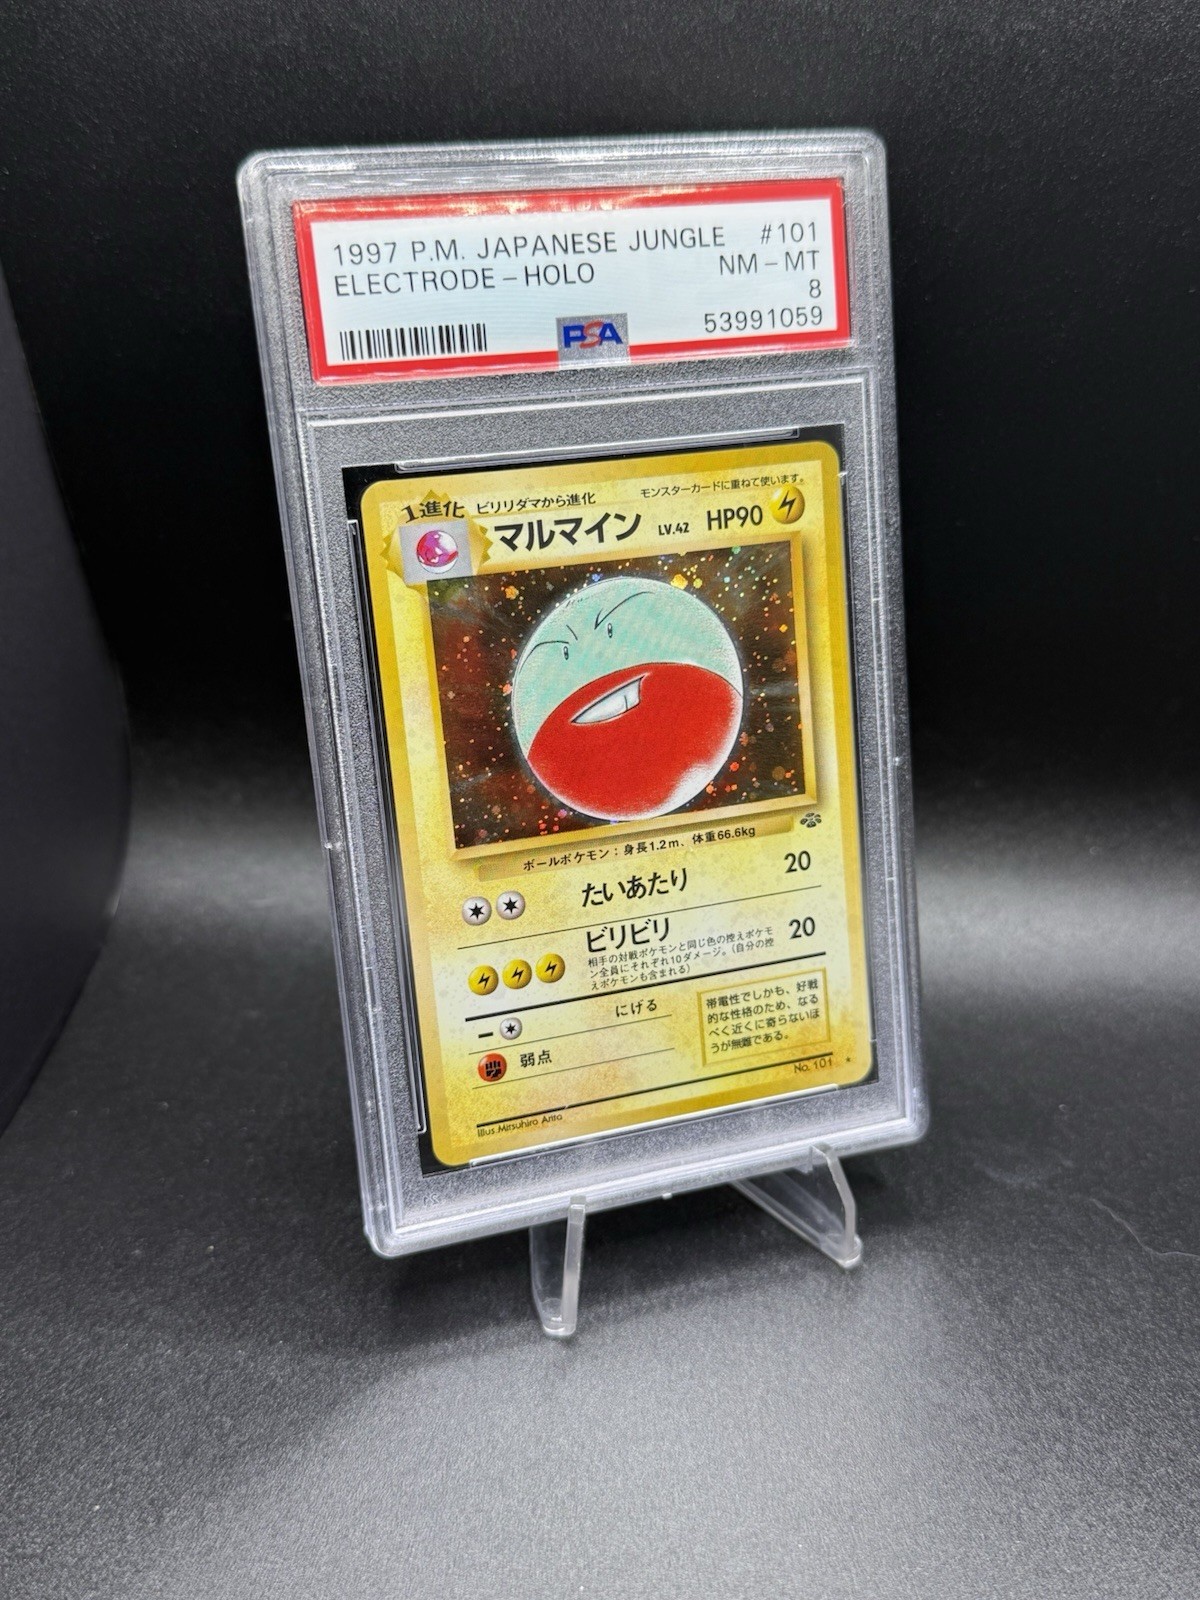 1997 P.M. JAPANESE JUNGLE #101
ELECTRODE - HOLO NM - MT
8
PSA 53991059
1進化 ビリリダマから進化 モンスターカードに重ねて使います。
マルマイン LV.42 HP90
ボールポケモン：身長1.2m、体重66.6kg
たいあたり 20
ビリビリ 20
相手の対戦ポケモンと同じ色の控えポケモ
ン全員にそれぞれ10ダメージ。（自分の控
えポケモンも含まれる）
にげる
弱点
帯電性でしかも、好戦
的な性格のため、なる
べく近くに寄らないほ
うが無難である。
No. 101
Illus. Mitsuhiro Arita